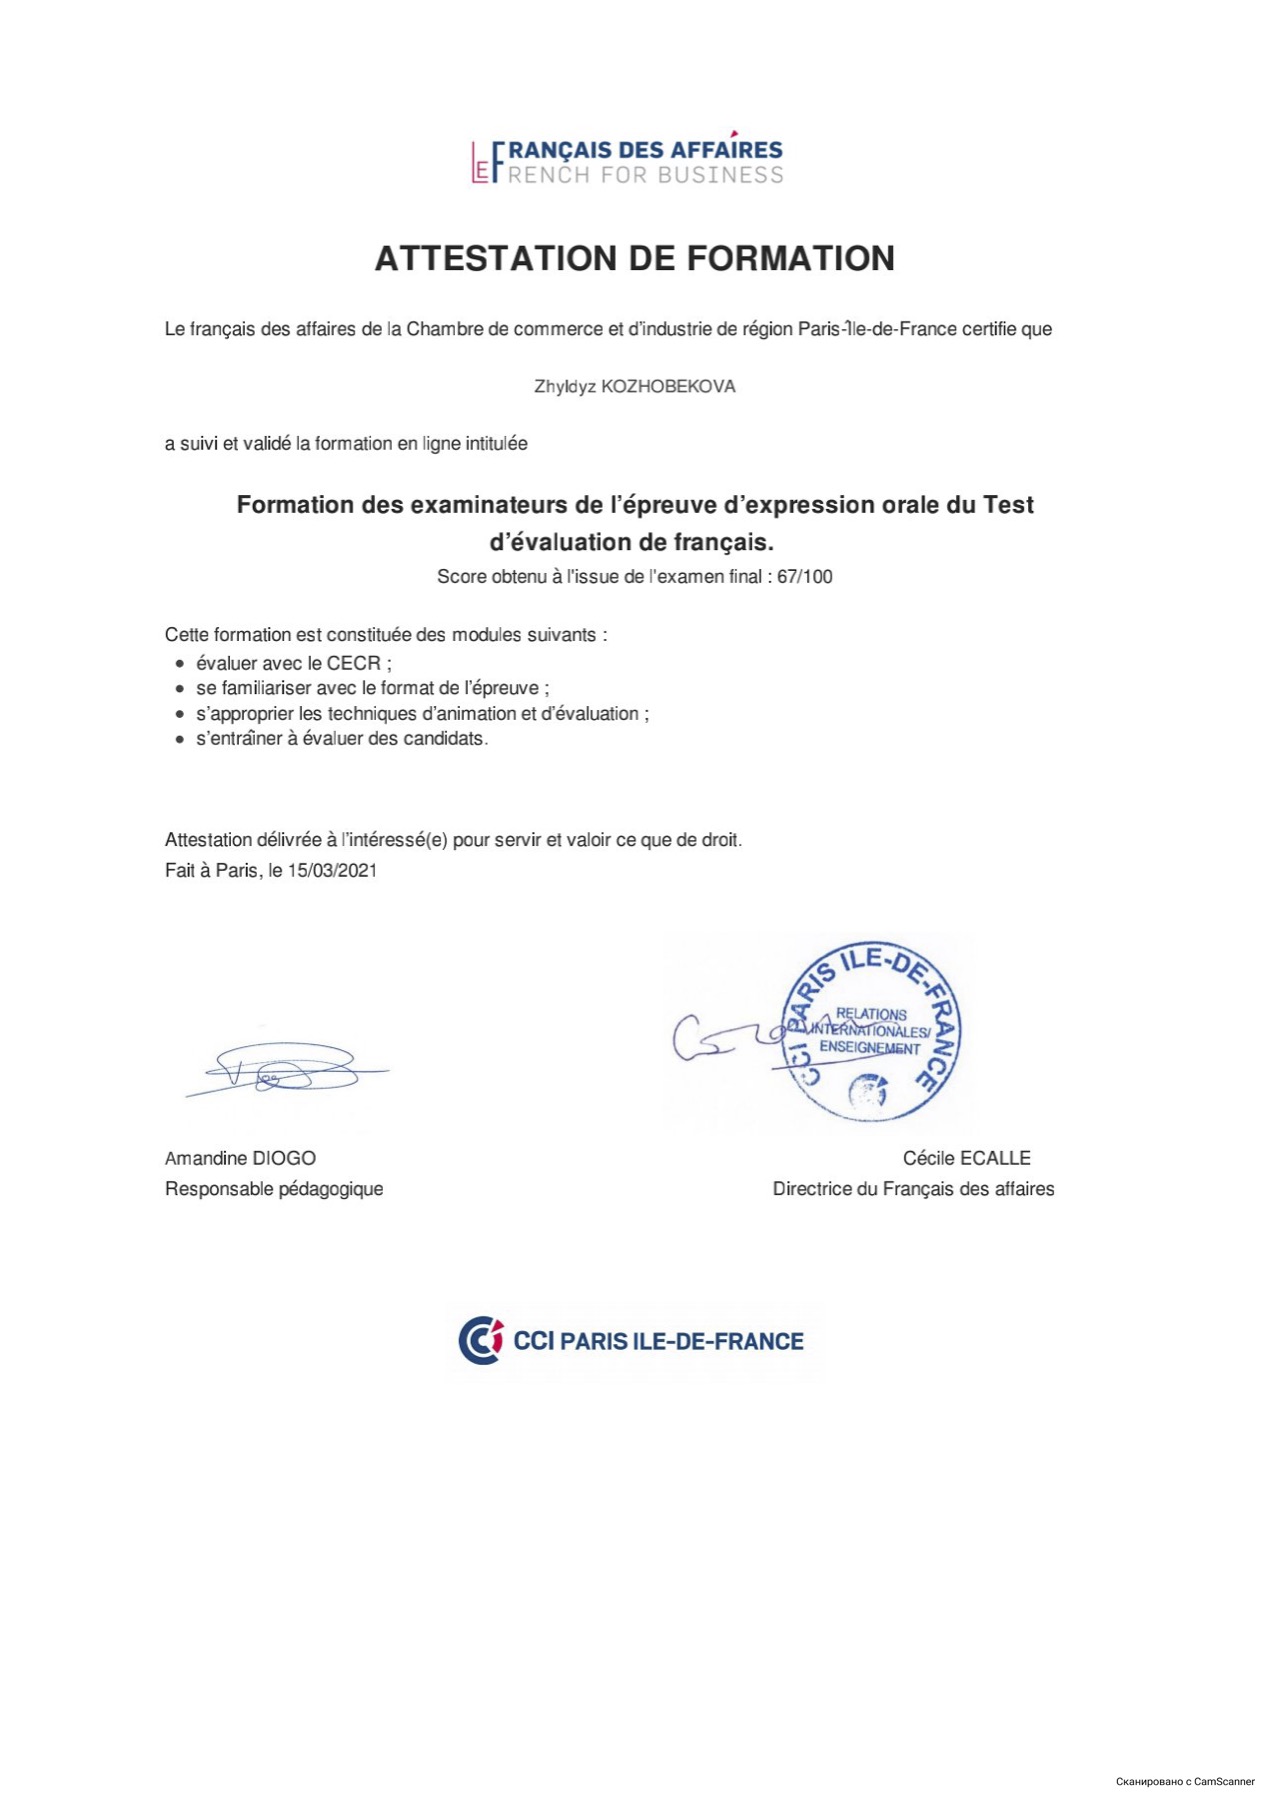 LE FRANÇAIS DES AFFAIRES
FRENCH FOR BUSINESS
ATTESTATION DE FORMATION
Le français des affaires de la Chambre de commerce et d'industrie de région Paris-Île-de-France certifie que
Zhyldyz KOZHOBEKOVA
a suivi et validé la formation en ligne intitulée
Formation des examinateurs de l'épreuve d'expression orale du Test
d'évaluation de français.
Score obtenu à l'issue de l'examen final : 67/100
Cette formation est constituée des modules suivants :
• évaluer avec le CECR ;
• se familiariser avec le format de l'épreuve ;
• s'approprier les techniques d'animation et d'évaluation ;
• s'entraîner à évaluer des candidats.
Attestation délivrée à l'intéressé(e) pour servir et valoir ce que de droit.
Fait à Paris, le 15/03/2021
CCI PARIS ILE-DE-FRANCE
RELATIONS
INTERNATIONALES/
ENSEIGNEMENT
Amandine DIOGO
Cécile ECALLE
Responsable pédagogique
Directrice du Français des affaires
CCI PARIS ILE-DE-FRANCE
Сканировано с CamScanner